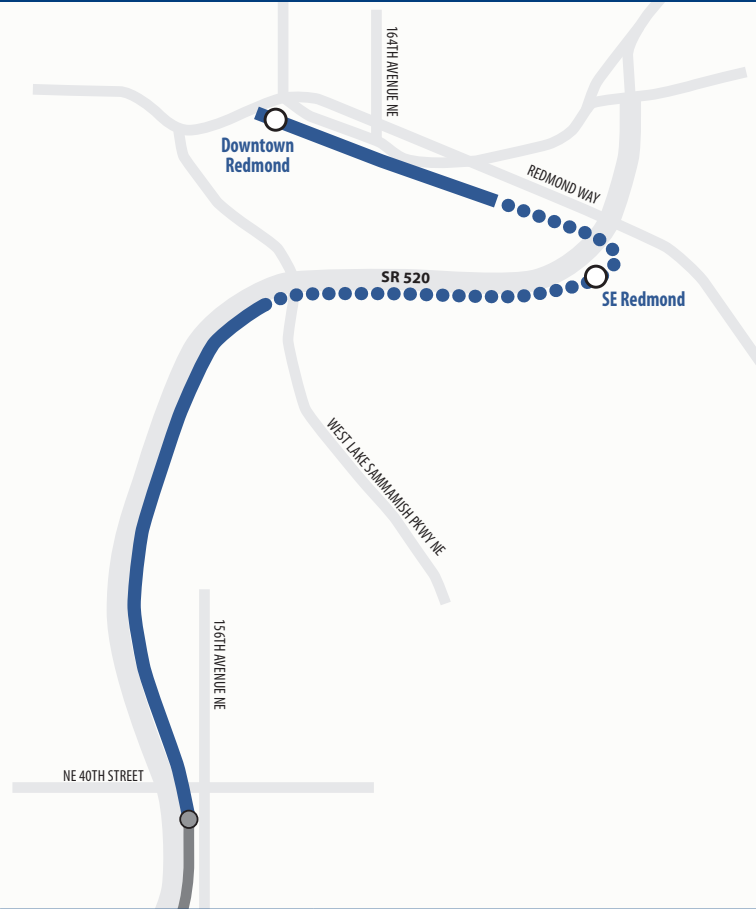 164TH AVENUE NE
Downtown
Redmond
REDMOND WAY
SR 520
SE Redmond
WEST LAKE SAMMAMISH PKWY NE
156TH AVENUE NE
NE 40TH STREET